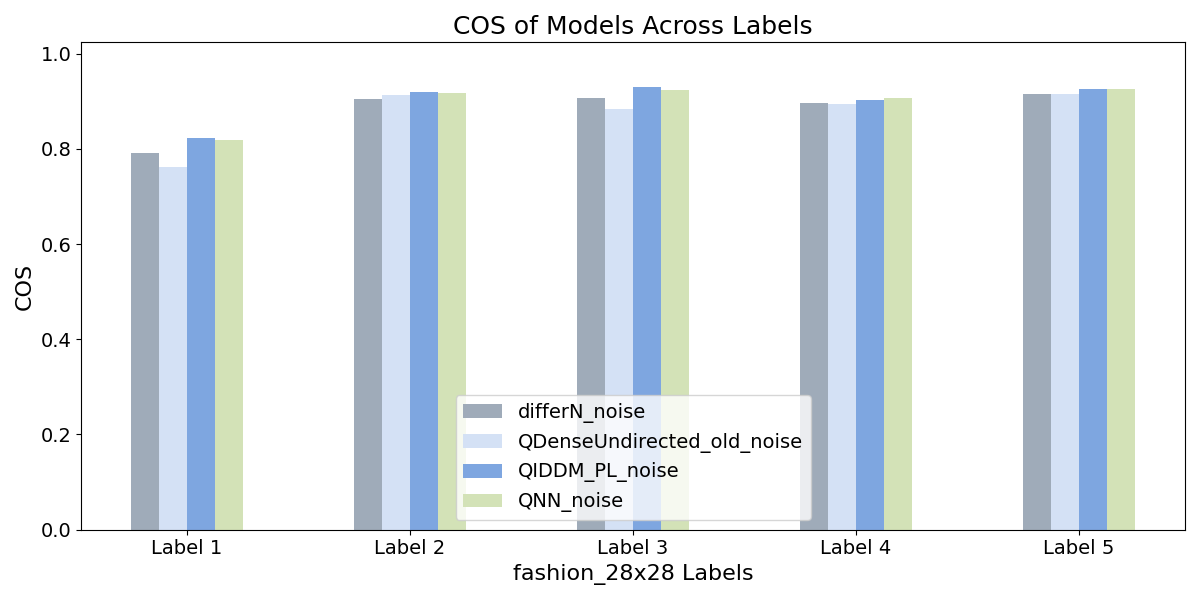 COS of Models Across Labels
COS
1.0
0.8
0.6
0.4
0.2
0.0
differN_noise
QDenseUndirected_old_noise
QIDDM_PL_noise
QNN_noise
Label 1
Label 2
Label 3
Label 4
Label 5
fashion_28x28 Labels